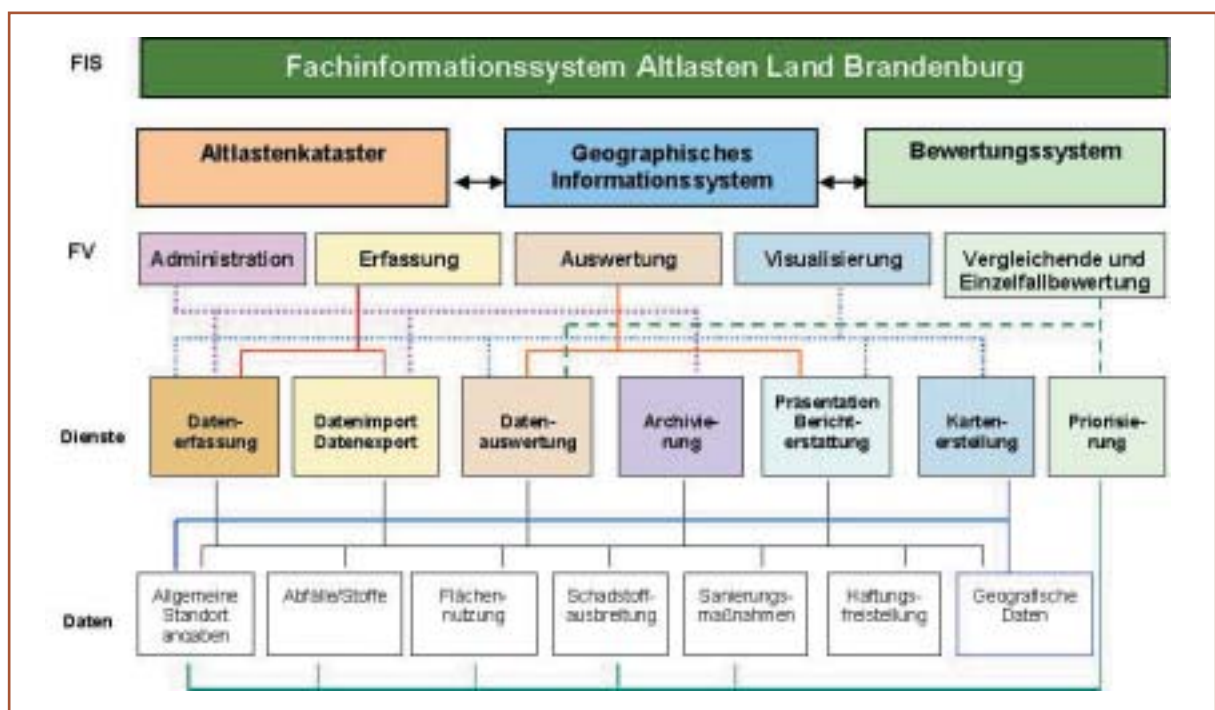 FIS
Fachinformationssystem Altlasten Land Brandenburg
Altlastenkataster
Geographisches
Informationssystem
Bewertungssystem
FV
Administration
Erfassung
Auswertung
Visualisierung
Vergleichende und
Einzelfallbewertung
Dienste
Daten-
erfassung
Datenimport
Datenexport
Daten-
auswertung
Archivie-
rung
Präsentation
Bericht-
erstattung
Karten-
erstellung
Priorisie-
rung
Daten
Allgemeine
Standort
angaben
Abfälle/Stoffe
Flächen-
nutzung
Schadstoff-
ausbreitung
Sanierungs-
maßnahmen
Haftungs-
freistellung
Geografische
Daten